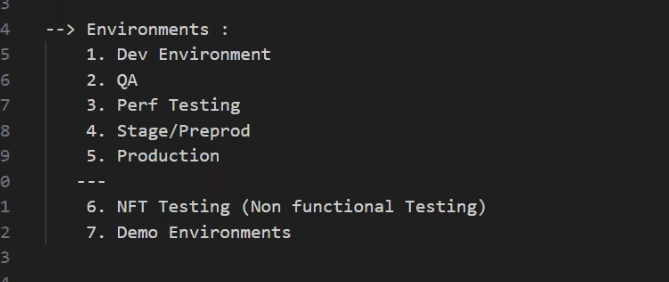 3
4 --> Environments :
5 1. Dev Environment
6 2. QA
7 3. Perf Testing
8 4. Stage/Preprod
9 5. Production
0 ---
1 6. NFT Testing (Non functional Testing)
2 7. Demo Environments
3
4